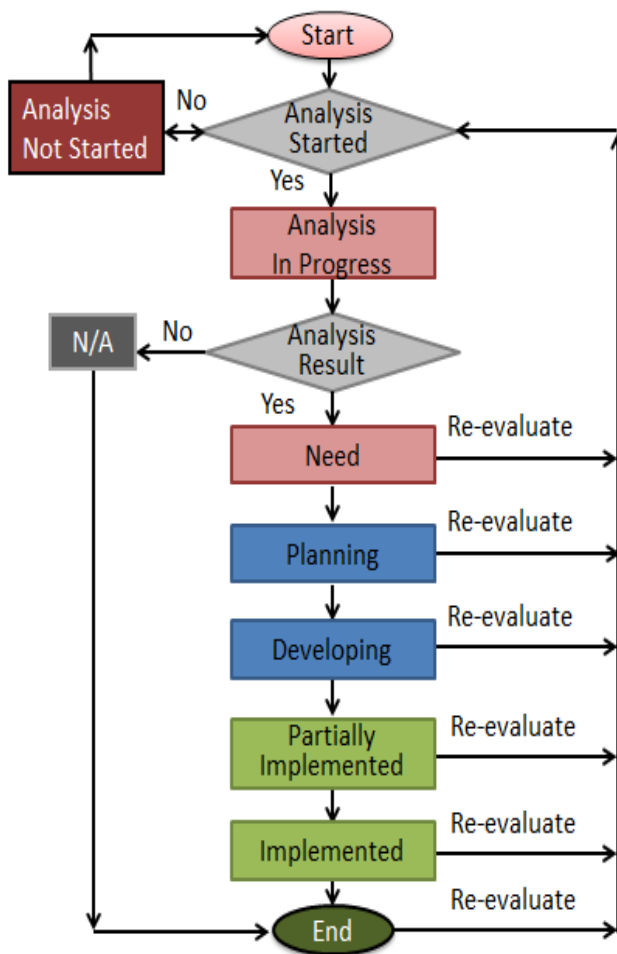 Start
Analysis
Not Started
No
Analysis
Started
Yes
Analysis
In Progress
N/A
No
Analysis
Result
Yes
Re-evaluate
Need
Re-evaluate
Planning
Re-evaluate
Developing
Re-evaluate
Partially
Implemented
Re-evaluate
Implemented
Re-evaluate
End